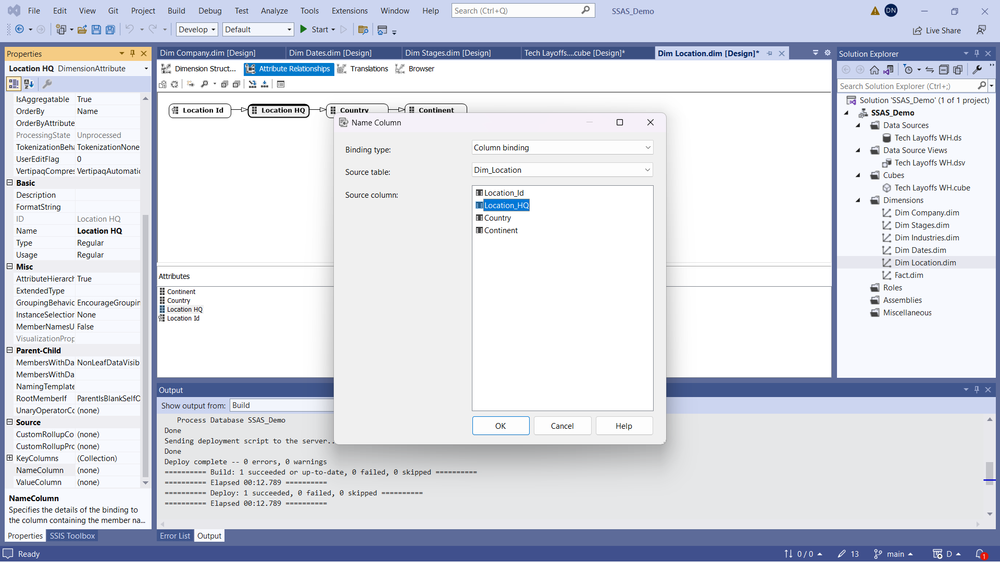 File Edit View Git Project Build Debug Test Analyze Tools Extensions Window Help Search (Ctrl+Q) SSAS_Demo DN
Develop Default Start Live Share
Properties
Location HQ DimensionAttribute
IsAggregatable True
OrderBy Name
OrderByAttribute
ProcessingState Unprocessed
TokenizationBeha TokenizationNone
UserEditFlag 0
VertipaqCompres VertipaqAutomatic
Basic
Description
FormatString
ID Location HQ
Name Location HQ
Type Regular
Usage Regular
Misc
AttributeHierarch True
ExtendedType
GroupingBehavic EncourageGroupin
InstanceSelection None
MemberNamesU False
VisualizationProp
Parent-Child
MembersWithDa NonLeafDataVisib
MembersWithDa
NamingTemplate
RootMemberIf ParentIsBlankSelfO
UnaryOperatorCo (none)
Source
CustomRollupCo (none)
CustomRollupPro (none)
KeyColumns (Collection)
NameColumn (none)
ValueColumn (none)
NameColumn
Specifies the details of the binding to
the column containing the member na...
Properties SSIS Toolbox
Dim Company.dim [Design] Dim Dates.dim [Design] Dim Stages.dim [Design] Tech Layoffs....cube [Design]* Dim Location.dim [Design]*
Dimension Struct... Attribute Relationships Translations Browser
Location Id Location HQ Country Continent
Attributes
Continent
Country
Location HQ
Location Id
Name Column
Binding type: Column binding
Source table: Dim_Location
Source column:
Location_Id
Location_HQ
Country
Continent
OK Cancel Help
Output
Show output from: Build
Process Database SSAS_Demo
Done
Sending deployment script to the server..
Done
Deploy complete -- 0 errors, 0 warnings
========== Build: 1 succeeded or up-to-date, 0 failed, 0 skipped ==========
========== Elapsed 00:12.789 ==========
========== Deploy: 1 succeeded, 0 failed, 0 skipped ==========
========== Elapsed 00:12.789 ==========
Error List Output
Solution Explorer
Search Solution Explorer (Ctrl+;)
Solution 'SSAS_Demo' (1 of 1 project)
SSAS_Demo
Data Sources
Tech Layoffs WH.ds
Data Source Views
Tech Layoffs WH.dsv
Cubes
Tech Layoffs WH.cube
Dimensions
Dim Company.dim
Dim Stages.dim
Dim Industries.dim
Dim Dates.dim
Dim Location.dim
Fact.dim
Roles
Assemblies
Miscellaneous
Ready 0 / 0 13 main D 1